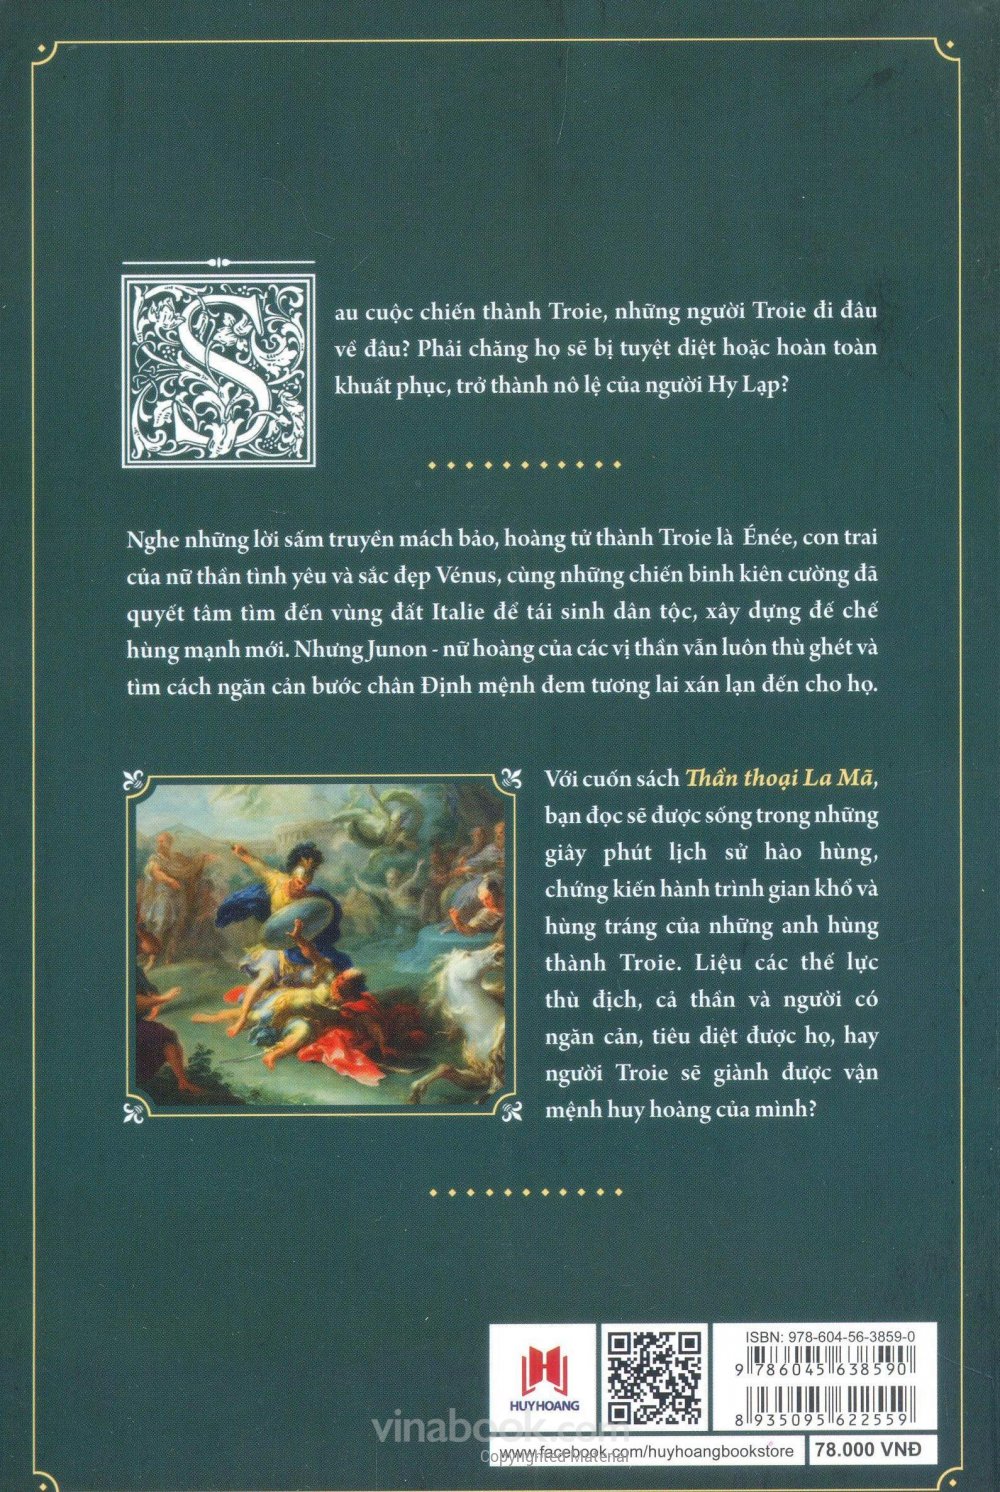 Sau cuộc chiến thành Troie, những người Troie đi đâu
về đâu? Phải chăng họ sẽ bị tuyệt diệt hoặc hoàn toàn
khuất phục, trở thành nô lệ của người Hy Lạp?
Nghe những lời sấm truyền mách bảo, hoàng tử thành Troie là Énée, con trai
của nữ thần tình yêu và sắc đẹp Vénus, cùng những chiến binh kiên cường đã
quyết tâm tìm đến vùng đất Italie để tái sinh dân tộc, xây dựng đế chế
hùng mạnh mới. Nhưng Junon - nữ hoàng của các vị thần vẫn luôn thù ghét và
tìm cách ngăn cản bước chân Định mệnh đem tương lai xán lạn đến cho họ.
Với cuốn sách Thần thoại La Mã,
bạn đọc sẽ được sống trong những
giây phút lịch sử hào hùng,
chứng kiến hành trình gian khổ và
hùng tráng của những anh hùng
thành Troie. Liệu các thế lực
thù địch, cả thần và người có
ngăn cản, tiêu diệt được họ, hay
người Troie sẽ giành được vận
mệnh huy hoàng của mình?
HUYHOANG
ISBN: 978-604-56-3859-0
9 786045 638590
8 935095 622559
vinabook.com
Copyrighted Material
www.facebook.com/huyhoangbookstore
78.000 VNĐ